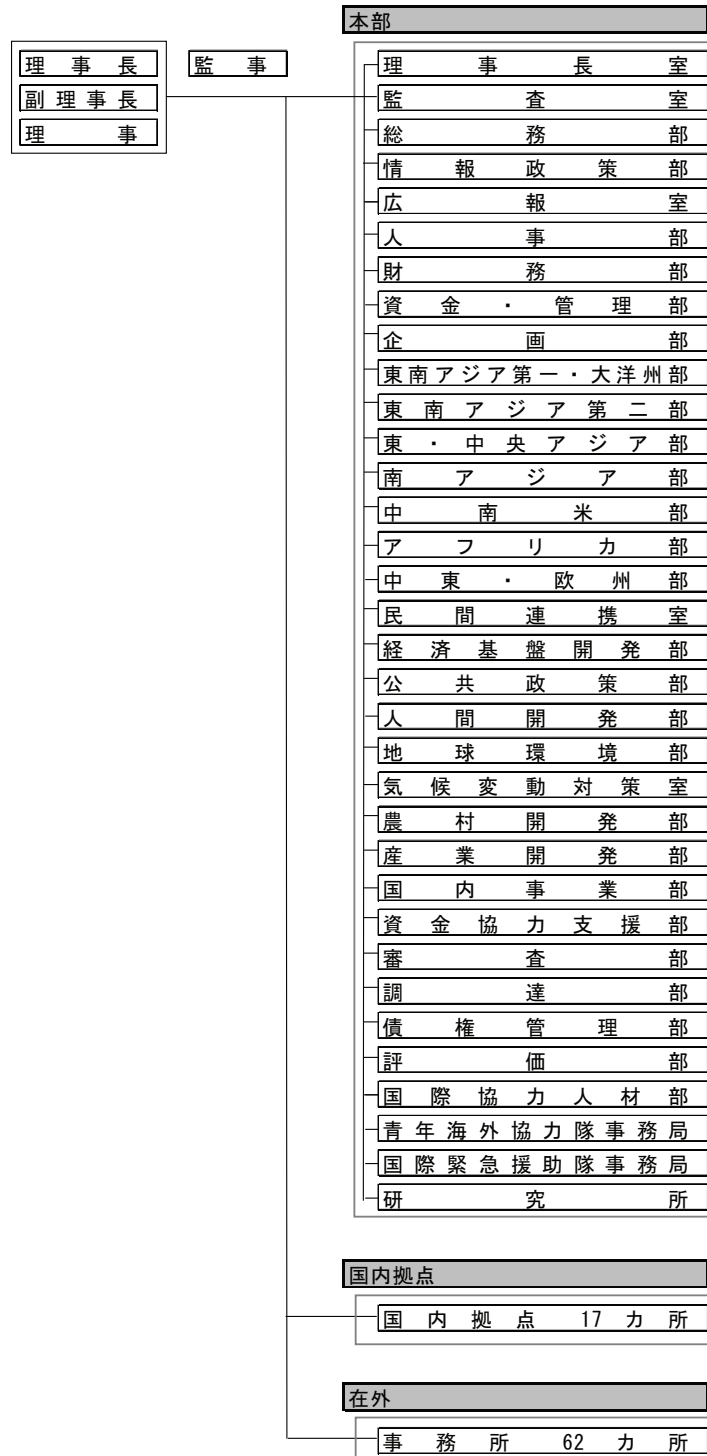 本部
理事長
監事
副理事長
理事
理事長室
監査室
総務部
情報政策部
広報室
人事部
財務部
資金・管理部
企画部
東南アジア第一・大洋州部
東南アジア第二部
東・中央アジア部
南アジア部
中南米部
アフリカ部
中東・欧州部
民間連携室
経済基盤開発部
公共政策部
人間開発部
地球環境部
気候変動対策室
農村開発部
産業開発部
国内事業部
資金協力支援部
審査部
調達部
債権管理部
評価部
国際協力人材部
青年海外協力隊事務局
国際緊急援助隊事務局
研究所
国内拠点
国内拠点 17カ所
在外
事務所 62カ所